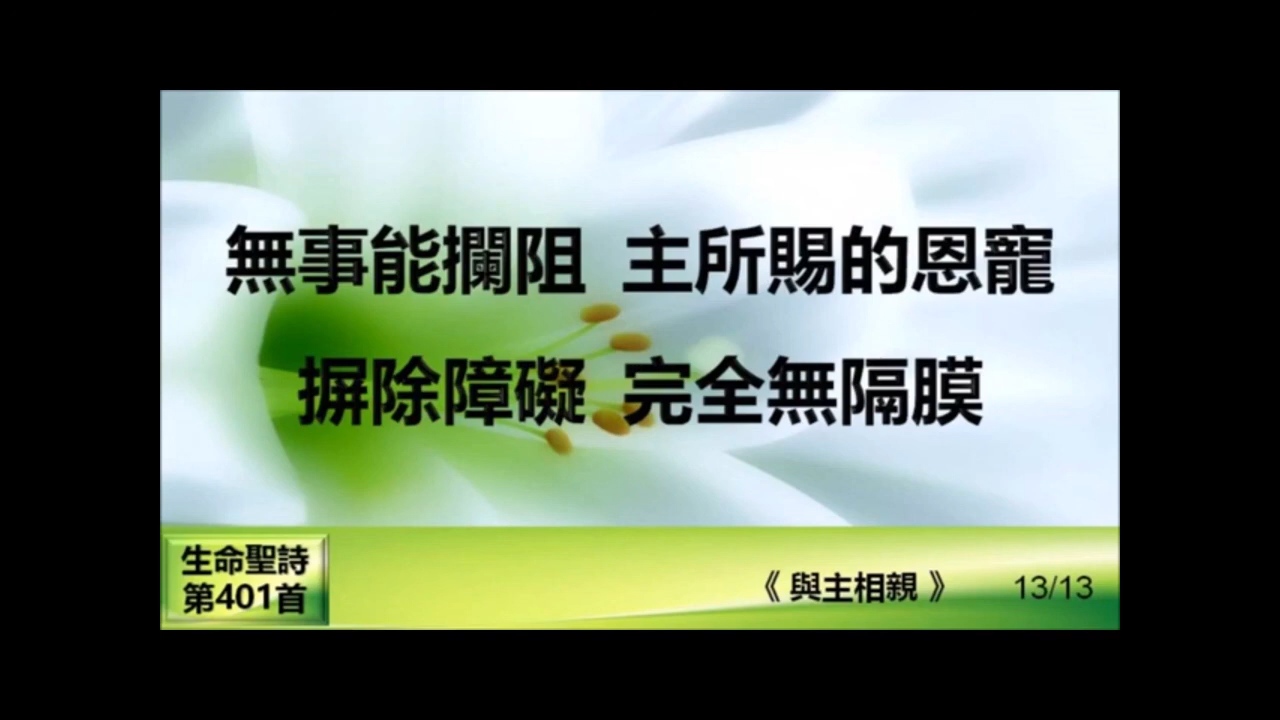 無事能攔阻 主所賜的恩寵
摒除障礙 完全無隔膜
生命聖詩
第401首
《 與主相親 》
13/13